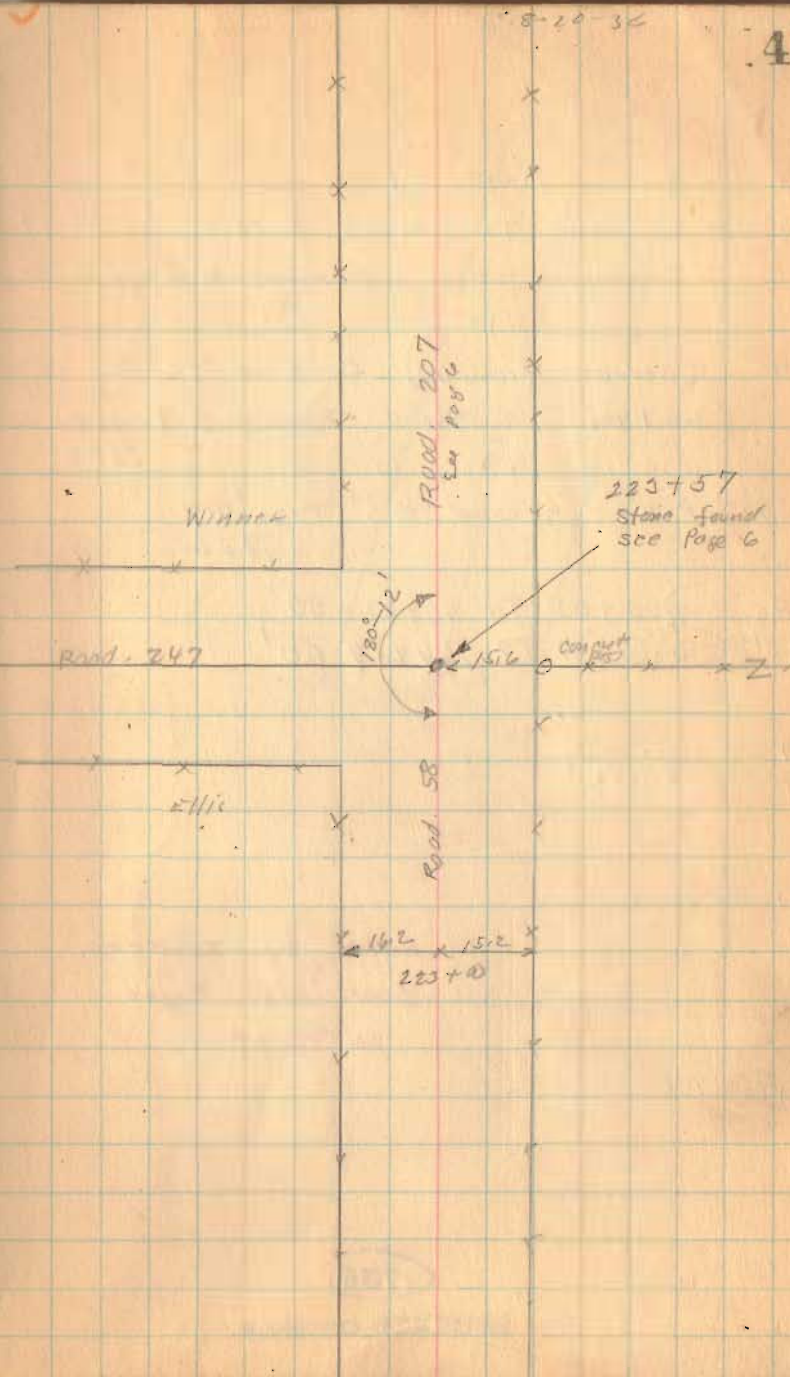 8-20-36
4
Road. 207
see Page 6
223+57
Stone found
see Page 6
Winner
180°-12'
Road. 247
15.6
Z
Ellis
Road. 58
16.2
15.2
223+00